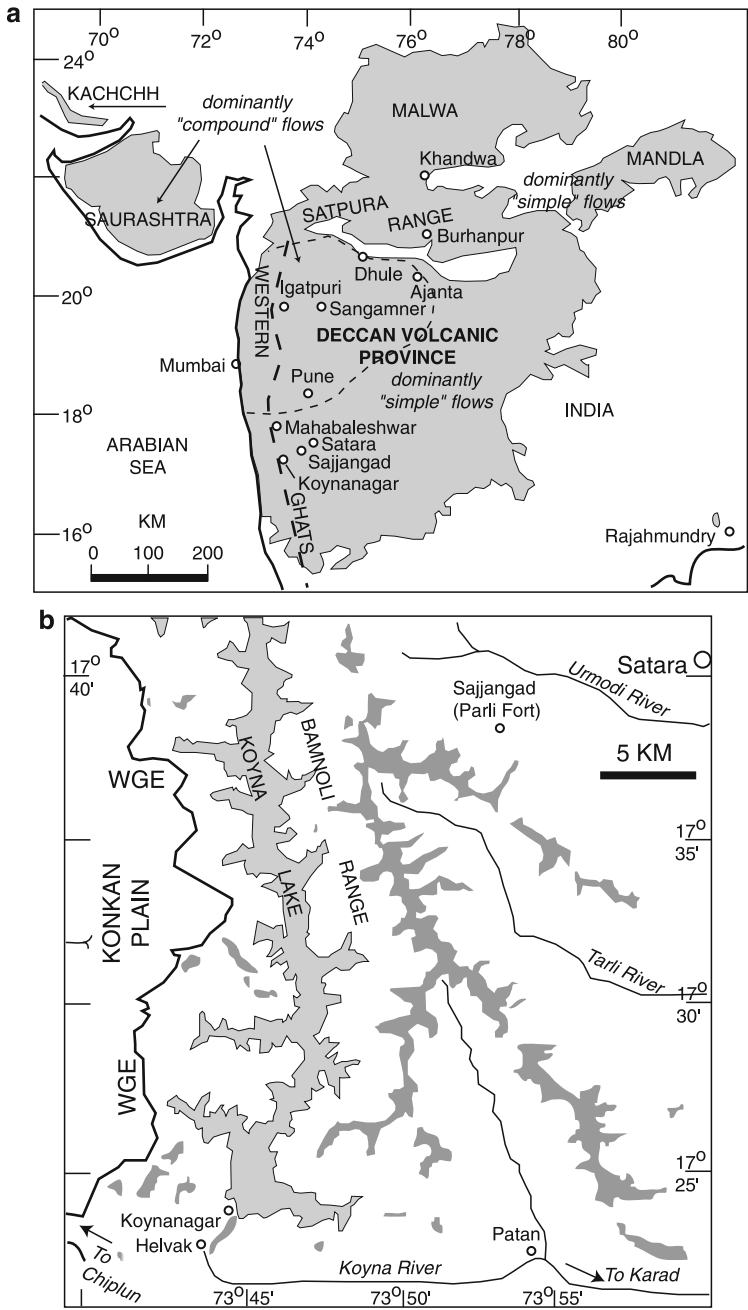 a
70° 72° 74° 76° 78° 80°
24°
KACHCHH
dominantly
"compound" flows
MALWA
Khandwa
MANDLA
dominantly
"simple" flows
SAURASHTRA
SATPURA
RANGE
Burhanpur
Dhule
Ajanta
WESTERN
Igatpuri
20°
Sangamner
DECCAN VOLCANIC
PROVINCE
Mumbai
Pune
dominantly
"simple" flows
18°
INDIA
Mahabaleshwar
Satara
Sajjangad
Koynanagar
ARABIAN
SEA
GHATS
KM
0 100 200
16°
Rajahmundry
b
17°
40'
Satara
Urmodi River
Sajjangad
(Parli Fort)
5 KM
WGE
KOYNA
BAMNOLI
17°
35'
LAKE
RANGE
KONKAN
PLAIN
Tarli River
17°
30'
WGE
17°
25'
Koynanagar
Helvak
Patan
To
Chiplun
Koyna River
To Karad
73°45' 73°50' 73°55'